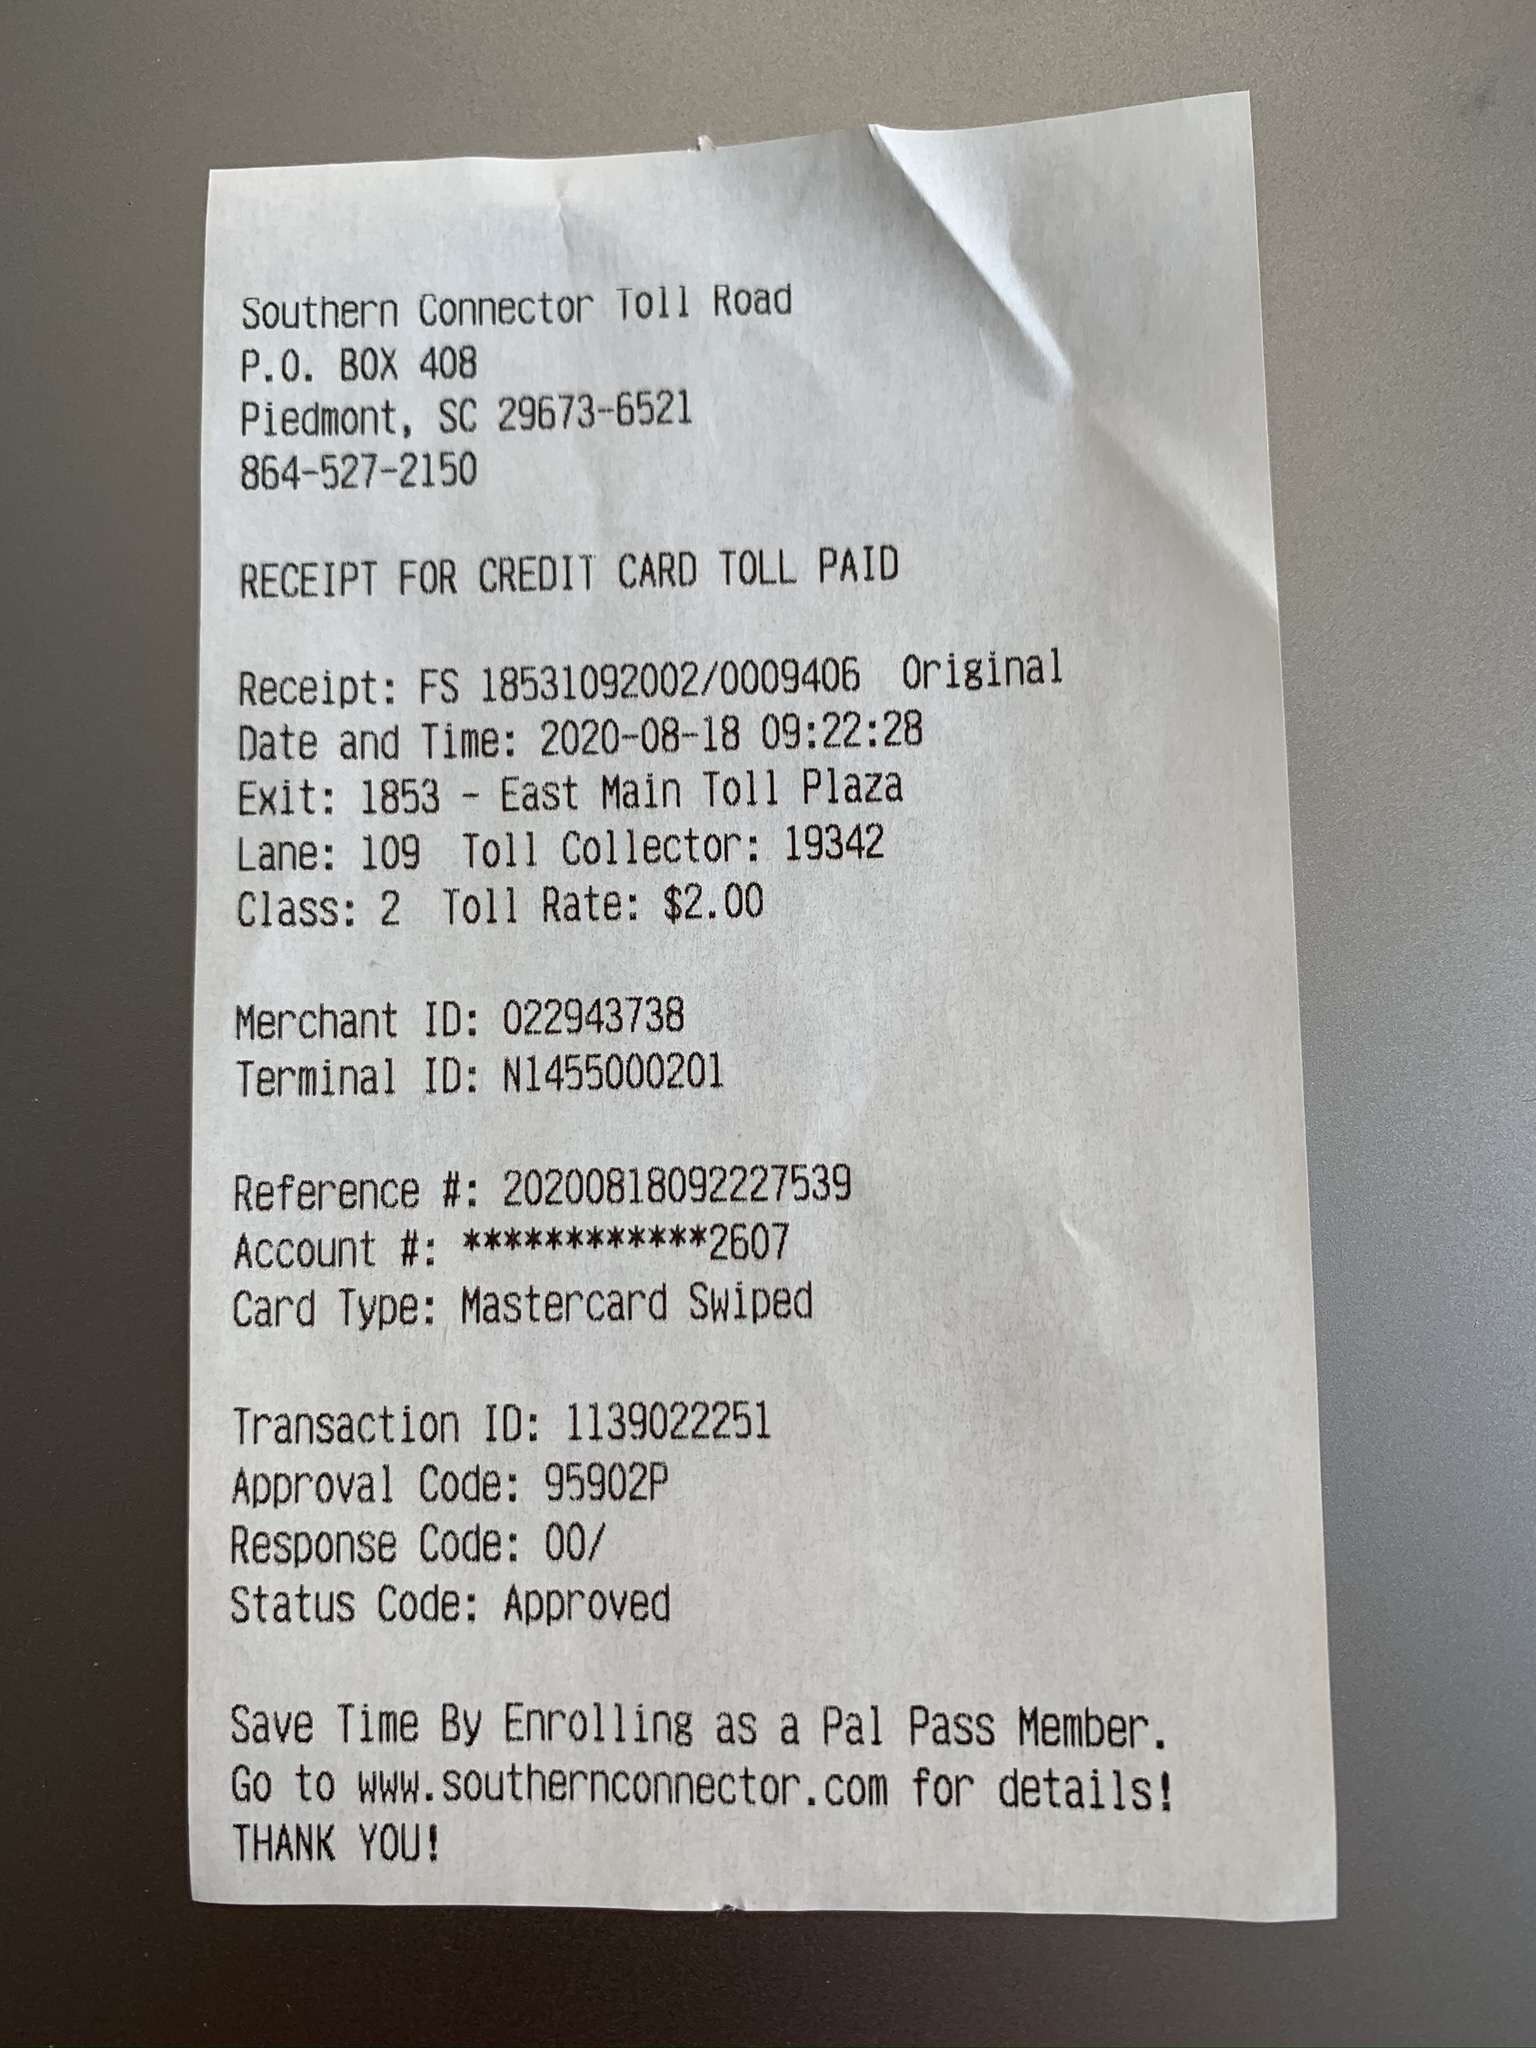 Southern Connector Toll Road
P.O. BOX 408
Piedmont, SC 29673-6521
864-527-2150
RECEIPT FOR CREDIT CARD TOLL PAID
Receipt: FS 18531092002/0009406 Original
Date and Time: 2020-08-18 09:22:28
Exit: 1853 - East Main Toll Plaza
Lane: 109 Toll Collector: 19342
Class: 2 Toll Rate: $2.00
Merchant ID: 022943738
Terminal ID: N1455000201
Reference #: 20200818092227539
Account #: ************2607
Card Type: Mastercard Swiped
Transaction ID: 1139022251
Approval Code: 95902P
Response Code: 00/
Status Code: Approved
Save Time By Enrolling as a Pal Pass Member.
Go to www.southernconnector.com for details!
THANK YOU!